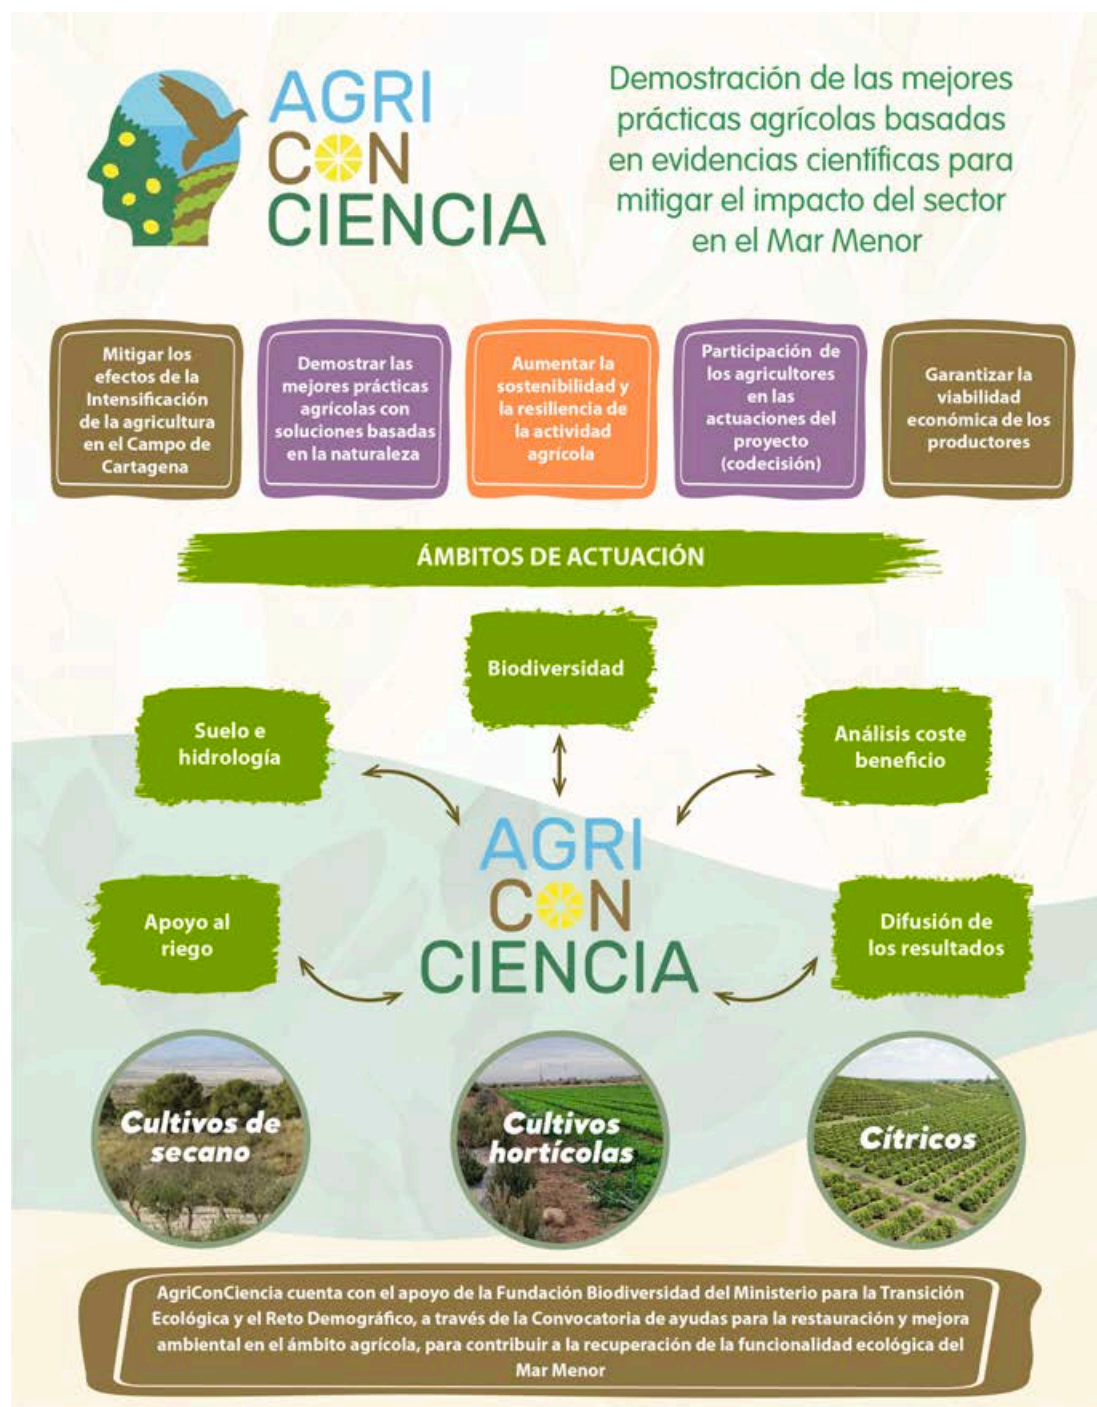 AGRI
CON
CIENCIA
Demostración de las mejores
prácticas agrícolas basadas
en evidencias científicas para
mitigar el impacto del sector
en el Mar Menor
Mitigar los
efectos de la
Intensificación
de la agricultura
en el Campo de
Cartagena
Demostrar las
mejores prácticas
agrícolas con
soluciones basadas
en la naturaleza
Aumentar la
sostenibilidad y
la resiliencia de
la actividad
agrícola
Participación de
los agricultores
en las
actuaciones del
proyecto
(codecisión)
Garantizar la
viabilidad
económica de los
productores
ÁMBITOS DE ACTUACIÓN
Biodiversidad
Suelo e
hidrología
Análisis coste
beneficio
AGRI
CON
CIENCIA
Apoyo al
riego
Difusión de
los resultados
Cultivos de
secano
Cultivos
hortícolas
Cítricos
AgriConCiencia cuenta con el apoyo de la Fundación Biodiversidad del Ministerio para la Transición
Ecológica y el Reto Demográfico, a través de la Convocatoria de ayudas para la restauración y mejora
ambiental en el ámbito agrícola, para contribuir a la recuperación de la funcionalidad ecológica del
Mar Menor